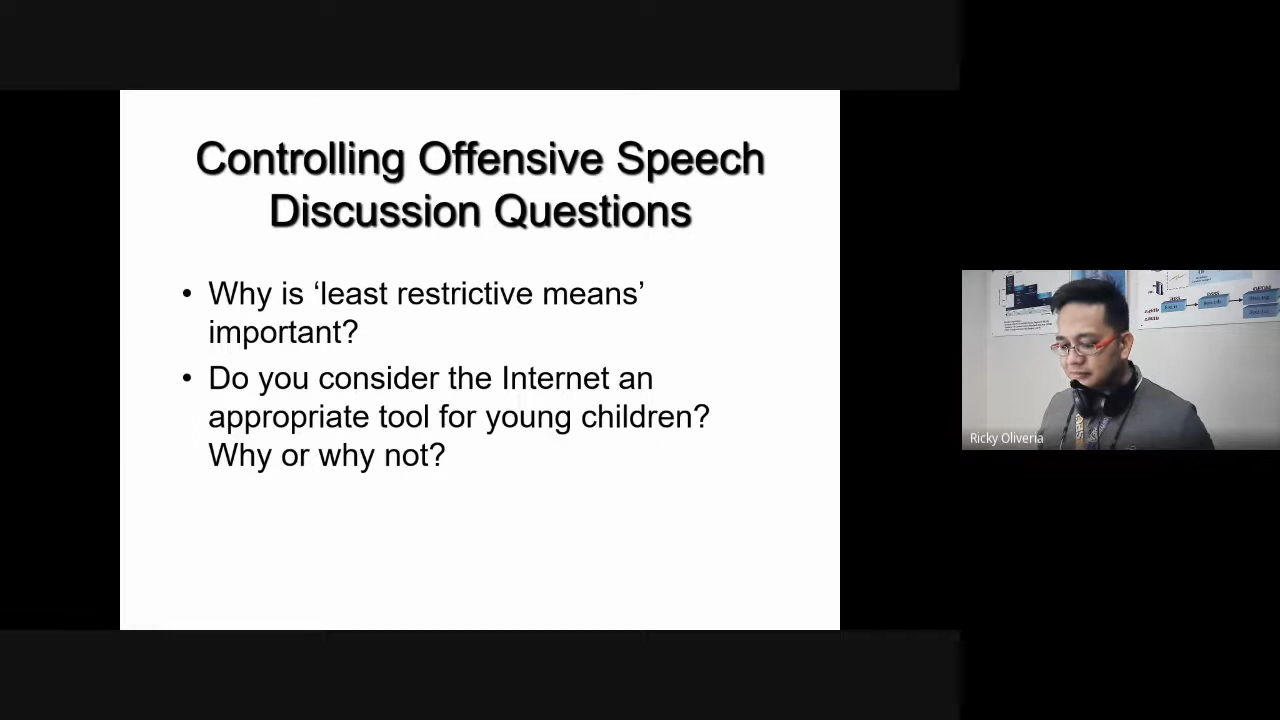 Controlling Offensive Speech
Discussion Questions
• Why is ‘least restrictive means’
important?
• Do you consider the Internet an
appropriate tool for young children?
Why or why not?
Ricky Oliveria